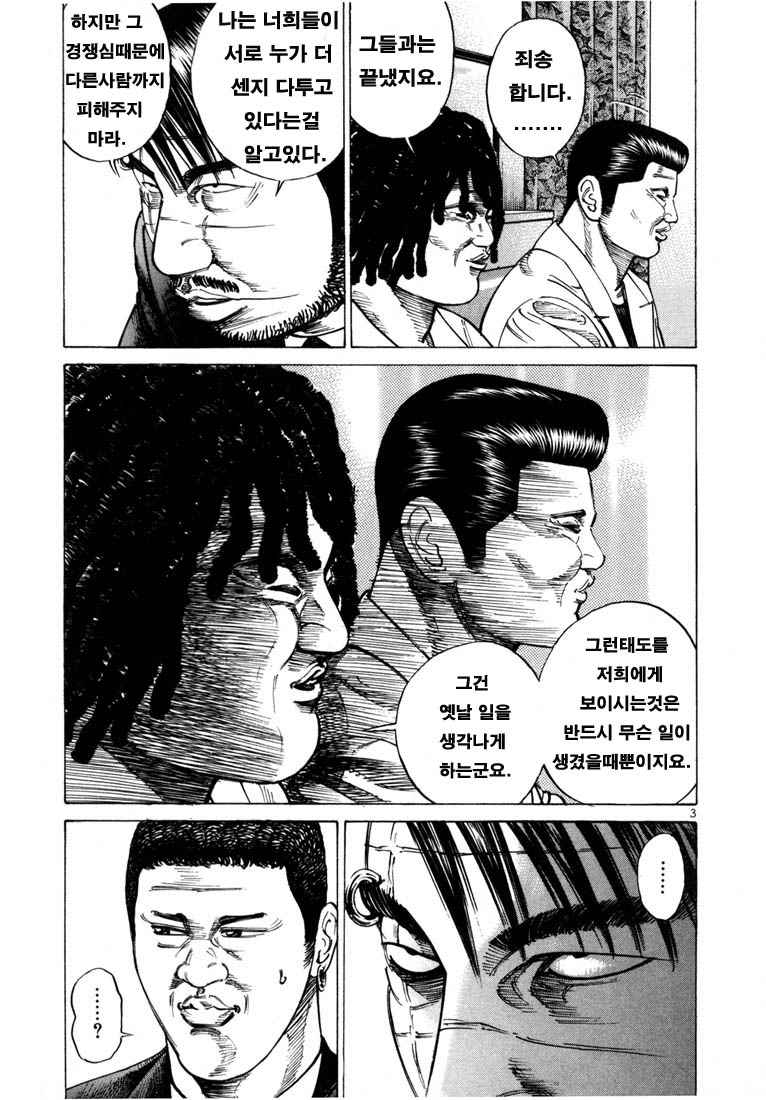 죄송
합니다.
.......
그들과는
끝냈지요.
나는 너희들이
서로 누가 더
센지 다투고
있다는걸
알고있다.
하지만 그
경쟁심때문에
다른사람까지
피해주지
마라.
그런태도를
저희에게
보이시는것은
반드시 무슨 일이
생겼을때뿐이지요.
그건
옛날 일을
생각나게
하는군요.
3
……
……?